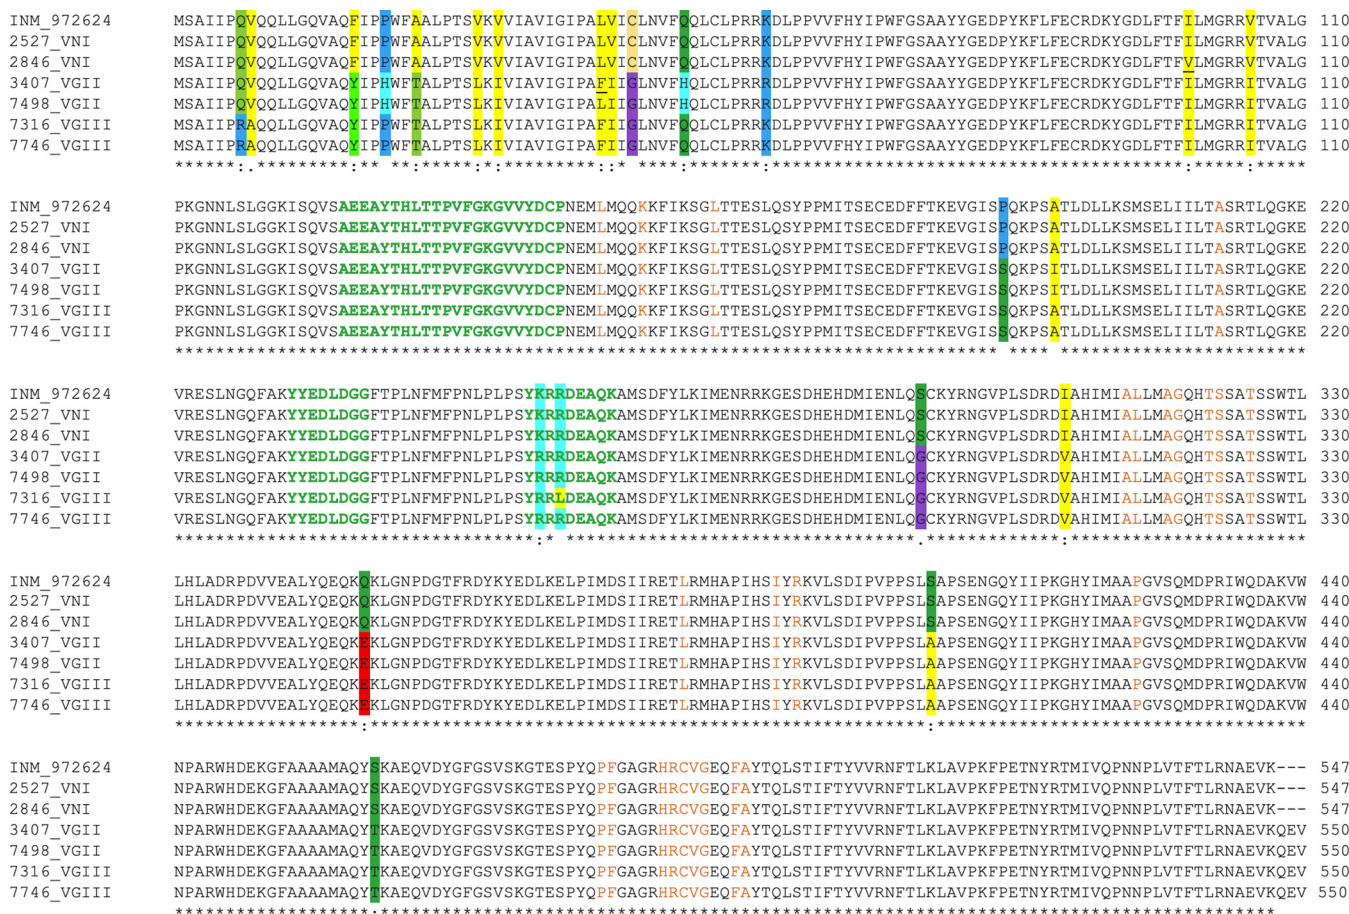 INM_972624 MSAIIPQVQQLLGQVAQFIPPWFAALPTSVKVVIAVIGIPALVICLNVFQQLCLPRRKDLPPVVFHYIPWFGSAAYYGEDPYKFLFECRDKYGDLFTFILMGRRVTVALG 110
2527_VNI MSAIIPQVQQLLGQVAQFIPPWFAALPTSVKVVIAVIGIPALVICLNVFQQLCLPRRKDLPPVVFHYIPWFGSAAYYGEDPYKFLFECRDKYGDLFTFILMGRRVTVALG 110
2846_VNI MSAIIPQVQQLLGQVAQFIPPWFAALPTSVKVVIAVIGIPALVICLNVFQQLCLPRRKDLPPVVFHYIPWFGSAAYYGEDPYKFLFECRDKYGDLFTFVLMGRRVTVALG 110
3407_VGII MSAIIPQVQQLLGQVAQYIPHWFTALPTSLKIVIAVIGIPAFIIGLNVFHQLCLPRRRDLPPVVFHYIPWFGSAAYYGEDPYKFLFECRDKYGDLFTFILMGRRITVALG 110
7498_VGII MSAIIPQVQQLLGQVAQYIPHWFTALPTSLKIVIAVIGIPALIIGLNVFHQLCLPRRRDLPPVVFHYIPWFGSAAYYGEDPYKFLFECRDKYGDLFTFILMGRRITVALG 110
7316_VGIII MSAIIPRAQQLLGQVAQYIPPWFTALPTSLKIVIAVIGIPAFIIGLNVFQQLCLPRRKDLPPVVFHYIPWFGSAAYYGEDPYKFLFECRDKYGDLFTFILMGRRITVALG 110
7746_VGIII MSAIIPRAQQLLGQVAQYIPPWFTALPTSLKIVIAVIGIPAFIIGLNVFQQLCLPRRKDLPPVVFHYIPWFGSAAYYGEDPYKFLFECRDKYGDLFTFILMGRRITVALG 110
******:.*********:** **:*****:*:*********::* ****:*******:****************************************:*****:*****
INM_972624 PKGNNLSLGGKISQVSAEEAYTHLTTPVFGKGVVYDCPNEMLMQQKKFIKSGLTTESLQSYPPMITSECEDFFTKEVGISPQKPSATLDLLKSMSELIILTASRTLQGKE 220
2527_VNI PKGNNLSLGGKISQVSAEEAYTHLTTPVFGKGVVYDCPNEMLMQQKKFIKSGLTTESLQSYPPMITSECEDFFTKEVGISPQKPSATLDLLKSMSELIILTASRTLQGKE 220
2846_VNI PKGNNLSLGGKISQVSAEEAYTHLTTPVFGKGVVYDCPNEMLMQQKKFIKSGLTTESLQSYPPMITSECEDFFTKEVGISPQKPSATLDLLKSMSELIILTASRTLQGKE 220
3407_VGII PKGNNLSLGGKISQVSAEEAYTHLTTPVFGKGVVYDCPNEMLMQQKKFIKSGLTTESLQSYPPMITSECEDFFTKEVGISSQKPSITLDLLKSMSELIILTASRTLQGKE 220
7498_VGII PKGNNLSLGGKISQVSAEEAYTHLTTPVFGKGVVYDCPNEMLMQQKKFIKSGLTTESLQSYPPMITSECEDFFTKEVGISSQKPSITLDLLKSMSELIILTASRTLQGKE 220
7316_VGIII PKGNNLSLGGKISQVSAEEAYTHLTTPVFGKGVVYDCPNEMLMQQKKFIKSGLTTESLQSYPPMITSECEDFFTKEVGISSQKPSATLDLLKSMSELIILTASRTLQGKE 220
7746_VGIII PKGNNLSLGGKISQVSAEEAYTHLTTPVFGKGVVYDCPNEMLMQQKKFIKSGLTTESLQSYPPMITSECEDFFTKEVGISSQKPSATLDLLKSMSELIILTASRTLQGKE 220
******************************************************************************** **** ************************
INM_972624 VRESLNGQFAKYYEDLDGGFTPLNFMFPNLPLPSYKRRDEAQKAMSDFYLKIMENRRKGESDHEHDMIENLQSCKYRNGVPLSDRDIAHIMIALLMAGQHTSSATSSWTL 330
2527_VNI VRESLNGQFAKYYEDLDGGFTPLNFMFPNLPLPSYKRRDEAQKAMSDFYLKIMENRRKGESDHEHDMIENLQSCKYRNGVPLSDRDIAHIMIALLMAGQHTSSATSSWTL 330
2846_VNI VRESLNGQFAKYYEDLDGGFTPLNFMFPNLPLPSYKRRDEAQKAMSDFYLKIMENRRKGESDHEHDMIENLQSCKYRNGVPLSDRDIAHIMIALLMAGQHTSSATSSWTL 330
3407_VGII VRESLNGQFAKYYEDLDGGFTPLNFMFPNLPLPSYRRRDEAQKAMSDFYLKIMENRRKGESDHEHDMIENLQGCKYRNGVPLSDRDVAHIMIALLMAGQHTSSATSSWTL 330
7498_VGII VRESLNGQFAKYYEDLDGGFTPLNFMFPNLPLPSYRRRDEAQKAMSDFYLKIMENRRKGESDHEHDMIENLQGCKYRNGVPLSDRDVAHIMIALLMAGQHTSSATSSWTL 330
7316_VGIII VRESLNGQFAKYYEDLDGGFTPLNFMFPNLPLPSYRRLDEAQKAMSDFYLKIMENRRKGESDHEHDMIENLQGCKYRNGVPLSDRDVAHIMIALLMAGQHTSSATSSWTL 330
7746_VGIII VRESLNGQFAKYYEDLDGGFTPLNFMFPNLPLPSYRRRDEAQKAMSDFYLKIMENRRKGESDHEHDMIENLQGCKYRNGVPLSDRDVAHIMIALLMAGQHTSSATSSWTL 330
***********************************:* **********************************.*************:***********************
INM_972624 LHLADRPDVVEALYQEQKQKLGNPDGTFRDYKYEDLKELPIMDSIIRETLRMHAPIHSIYRKVLSDIPVPPSLSAPSENGQYIIPKGHYIMAAPGVSQMDPRIWQDAKVW 440
2527_VNI LHLADRPDVVEALYQEQKQKLGNPDGTFRDYKYEDLKELPIMDSIIRETLRMHAPIHSIYRKVLSDIPVPPSLSAPSENGQYIIPKGHYIMAAPGVSQMDPRIWQDAKVW 440
2846_VNI LHLADRPDVVEALYQEQKQKLGNPDGTFRDYKYEDLKELPIMDSIIRETLRMHAPIHSIYRKVLSDIPVPPSLSAPSENGQYIIPKGHYIMAAPGVSQMDPRIWQDAKVW 440
3407_VGII LHLADRPDVVEALYQEQKEKLGNPDGTFRDYKYEDLKELPIMDSIIRETLRMHAPIHSIYRKVLSDIPVPPSLAAPSENGQYIIPKGHYIMAAPGVSQMDPRIWQDAKVW 440
7498_VGII LHLADRPDVVEALYQEQKEKLGNPDGTFRDYKYEDLKELPIMDSIIRETLRMHAPIHSIYRKVLSDIPVPPSLAAPSENGQYIIPKGHYIMAAPGVSQMDPRIWQDAKVW 440
7316_VGIII LHLADRPDVVEALYQEQKEKLGNPDGTFRDYKYEDLKELPIMDSIIRETLRMHAPIHSIYRKVLSDIPVPPSLAAPSENGQYIIPKGHYIMAAPGVSQMDPRIWQDAKVW 440
7746_VGIII LHLADRPDVVEALYQEQKEKLGNPDGTFRDYKYEDLKELPIMDSIIRETLRMHAPIHSIYRKVLSDIPVPPSLAAPSENGQYIIPKGHYIMAAPGVSQMDPRIWQDAKVW 440
******************:******************************************************:************************************
INM_972624 NPARWHDEKGFAAAAMAQYSKAEQVDYGFGSVSKGTESPYQPFGAGRHRCVGEQFAYTQLSTIFTYVVRNFTLKLAVPKFPETNYRTMIVQPNNPLVTFTLRNAEVK--- 547
2527_VNI NPARWHDEKGFAAAAMAQYSKAEQVDYGFGSVSKGTESPYQPFGAGRHRCVGEQFAYTQLSTIFTYVVRNFTLKLAVPKFPETNYRTMIVQPNNPLVTFTLRNAEVK--- 547
2846_VNI NPARWHDEKGFAAAAMAQYSKAEQVDYGFGSVSKGTESPYQPFGAGRHRCVGEQFAYTQLSTIFTYVVRNFTLKLAVPKFPETNYRTMIVQPNNPLVTFTLRNAEVK--- 547
3407_VGII NPARWHDEKGFAAAAMAQYTKAEQVDYGFGSVSKGTESPYQPFGAGRHRCVGEQFAYTQLSTIFTYVVRNFTLKLAVPKFPETNYRTMIVQPNNPLVTFTLRNAEVKQEV 550
7498_VGII NPARWHDEKGFAAAAMAQYTKAEQVDYGFGSVSKGTESPYQPFGAGRHRCVGEQFAYTQLSTIFTYVVRNFTLKLAVPKFPETNYRTMIVQPNNPLVTFTLRNAEVKQEV 550
7316_VGIII NPARWHDEKGFAAAAMAQYTKAEQVDYGFGSVSKGTESPYQPFGAGRHRCVGEQFAYTQLSTIFTYVVRNFTLKLAVPKFPETNYRTMIVQPNNPLVTFTLRNAEVKQEV 550
7746_VGIII NPARWHDEKGFAAAAMAQYTKAEQVDYGFGSVSKGTESPYQPFGAGRHRCVGEQFAYTQLSTIFTYVVRNFTLKLAVPKFPETNYRTMIVQPNNPLVTFTLRNAEVKQEV 550
*******************:***************************************************************************************